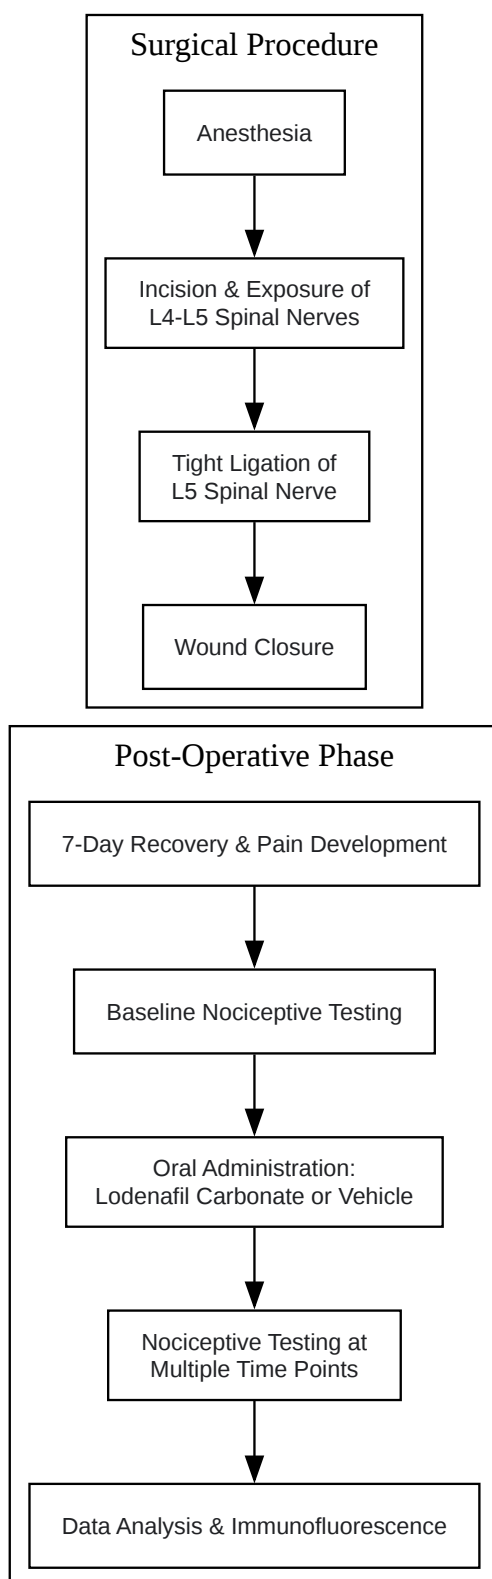 Surgical Procedure
Anesthesia
Incision & Exposure of
L4-L5 Spinal Nerves
Tight Ligation of
L5 Spinal Nerve
Wound Closure
Post-Operative Phase
7-Day Recovery & Pain Development
Baseline Nociceptive Testing
Oral Administration:
Lodenafil Carbonate or Vehicle
Nociceptive Testing at
Multiple Time Points
Data Analysis & Immunofluorescence